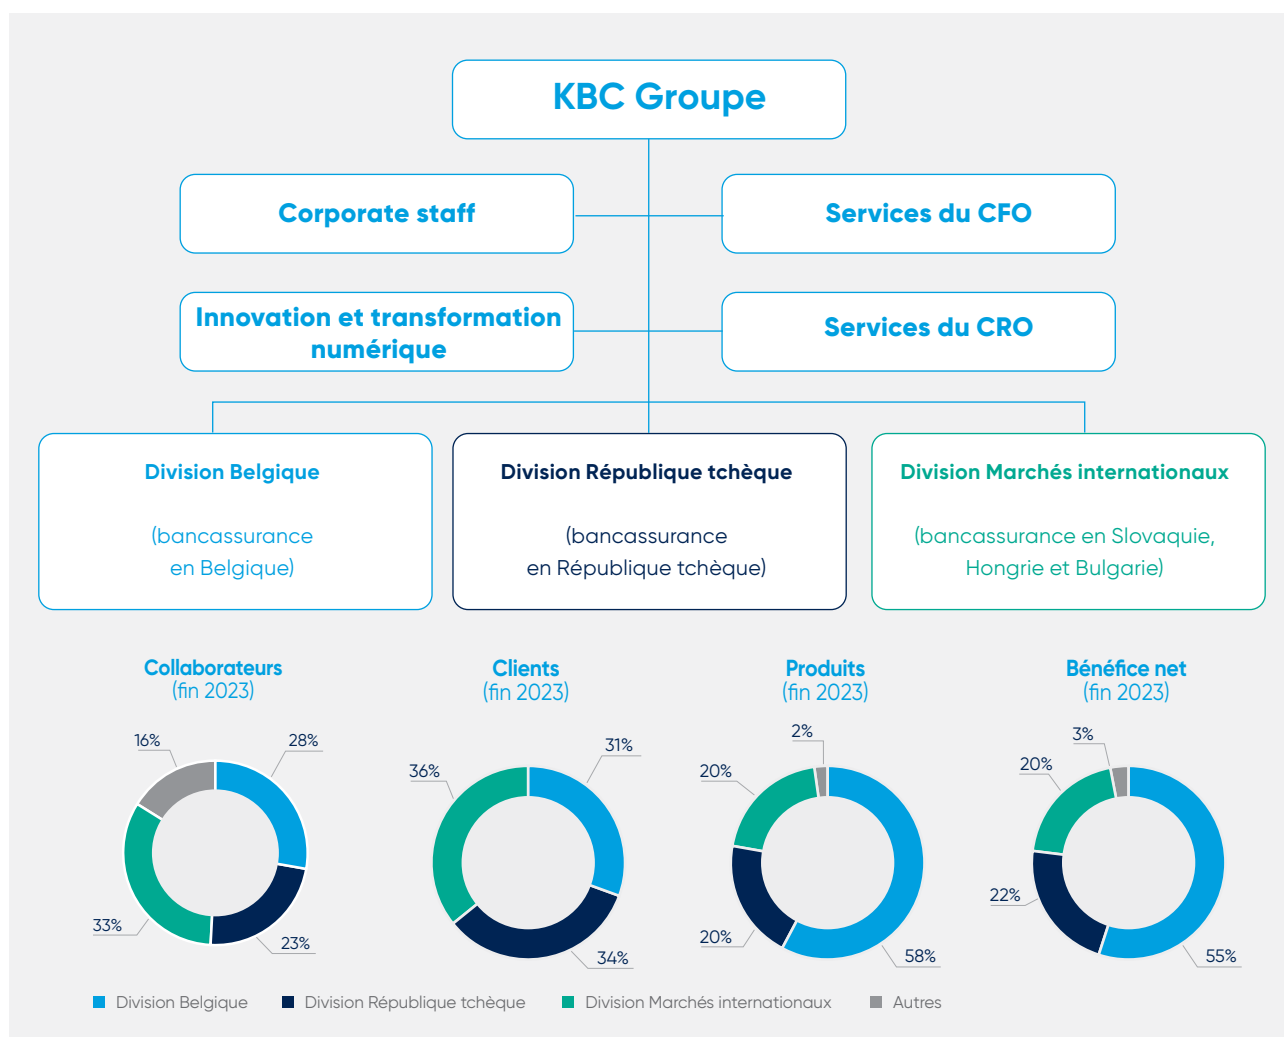 KBC Groupe
Corporate staff
Services du CFO
Innovation et transformation
numérique
Services du CRO
Division Belgique
(bancassurance
en Belgique)
Division République tchèque
(bancassurance
en République tchèque)
Division Marchés internationaux
(bancassurance en Slovaquie,
Hongrie et Bulgarie)
Collaborateurs
(fin 2023)
16%
28%
33%
23%
Clients
(fin 2023)
31%
36%
34%
Produits
(fin 2023)
2%
20%
20%
58%
Bénéfice net
(fin 2023)
3%
20%
22%
55%
Division Belgique
Division République tchèque
Division Marchés internationaux
Autres